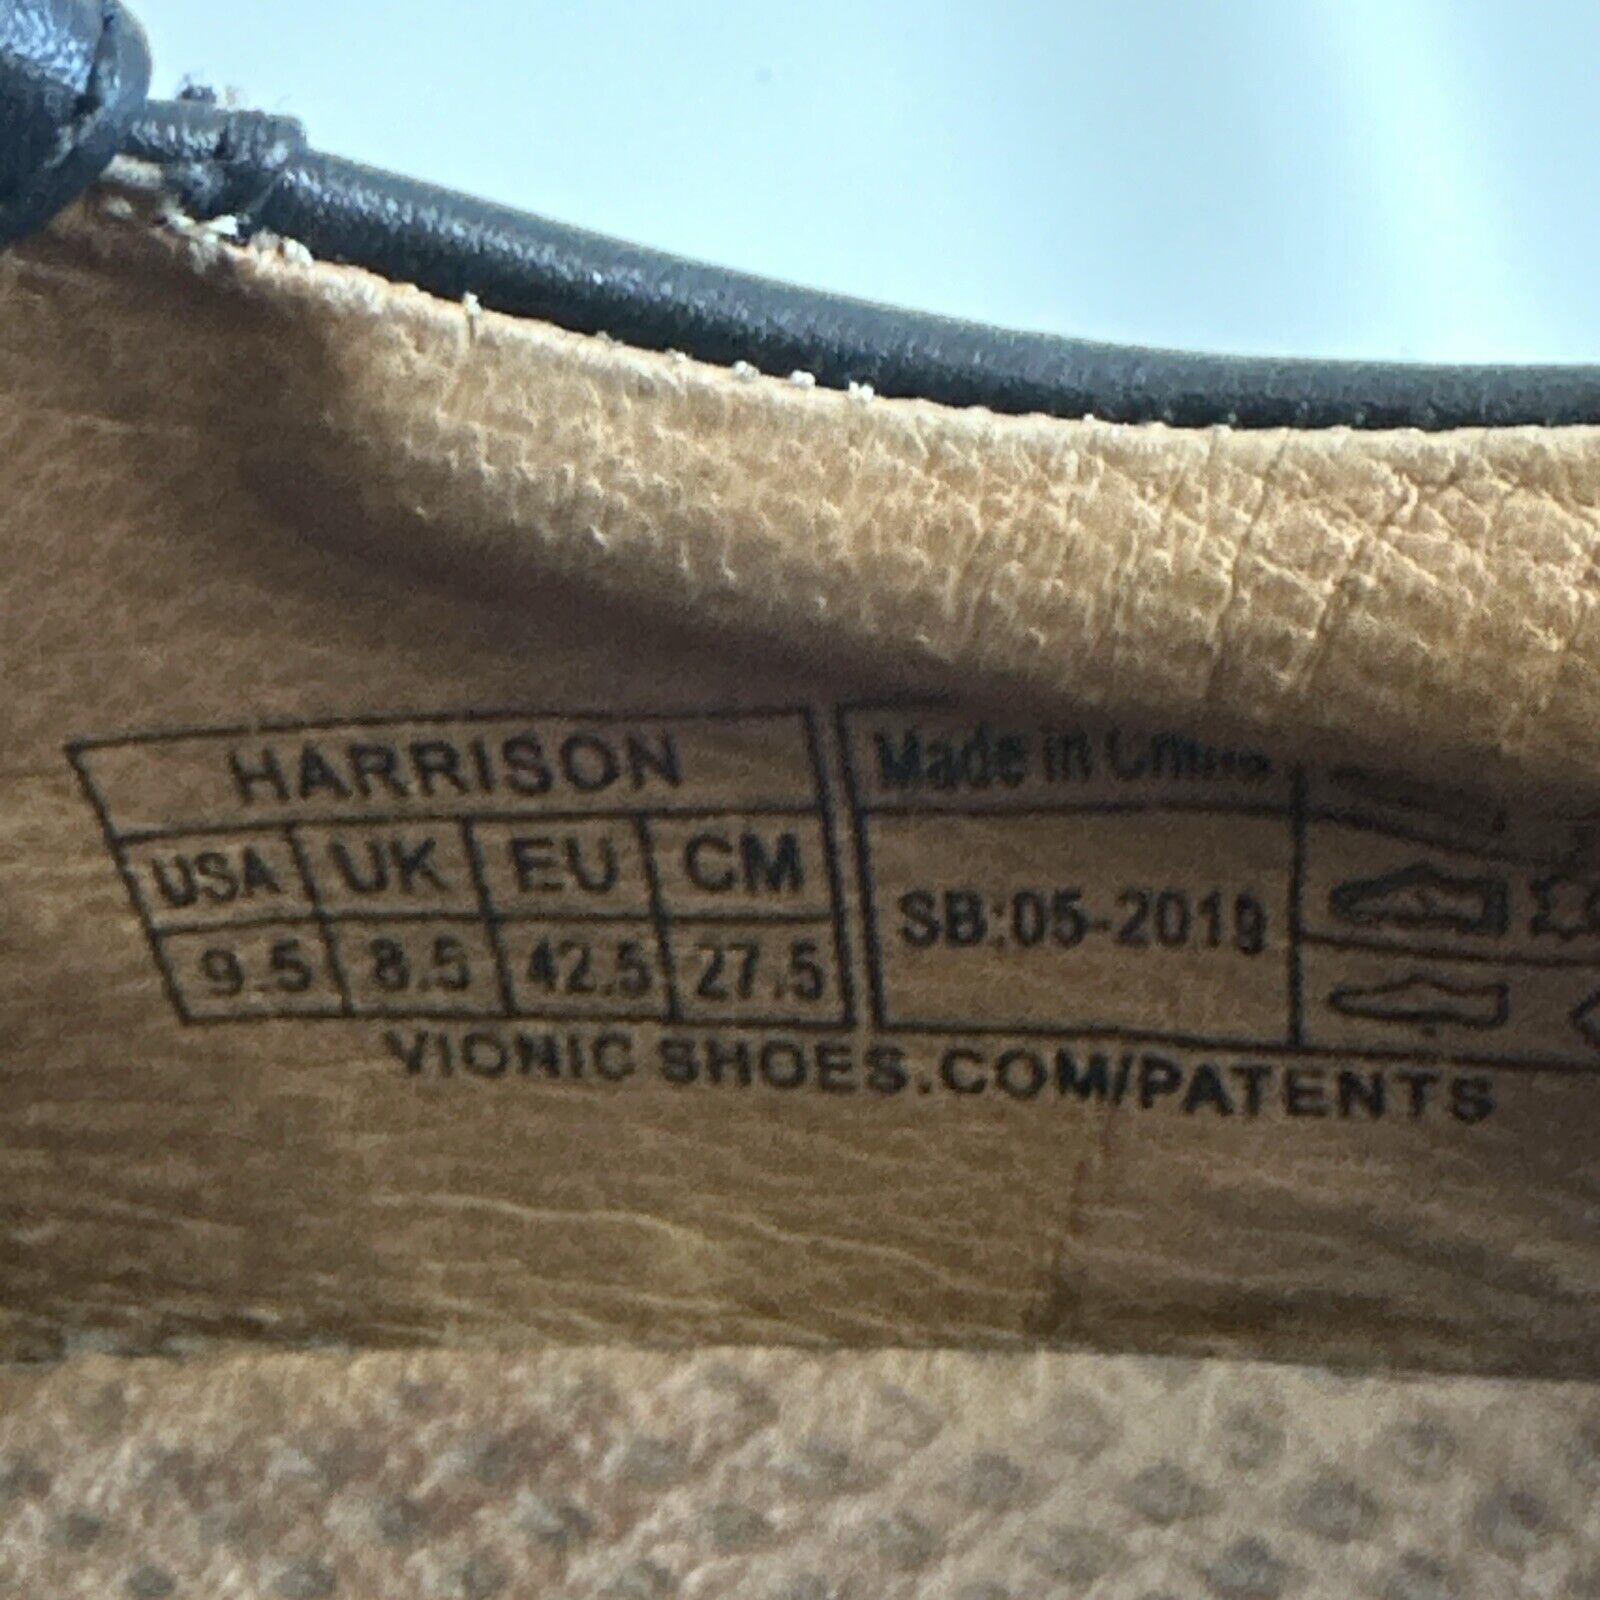 HARRISON
USA UK EU CM
9.5 8.5 42.5 27.5
Made in China
SB:05-2019
VIONIC SHOES.COM/PATENTS